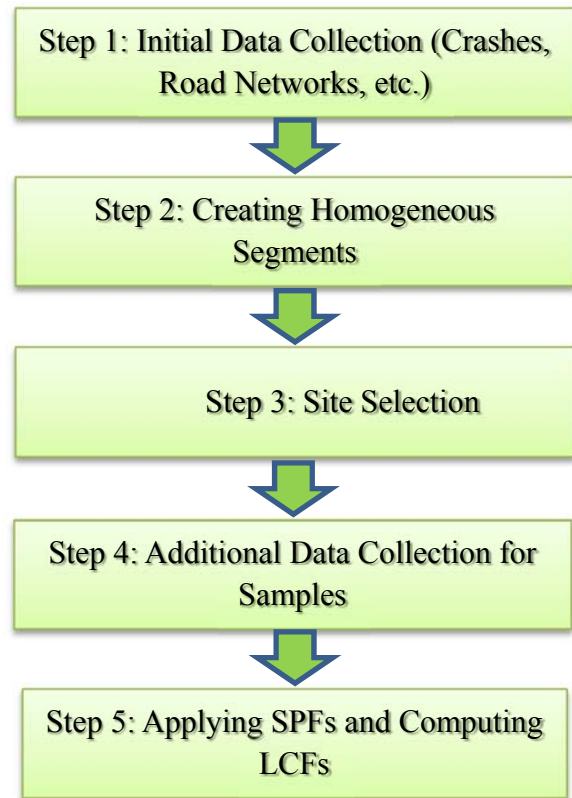 Step 1: Initial Data Collection (Crashes,
Road Networks, etc.)
Step 2: Creating Homogeneous
Segments
Step 3: Site Selection
Step 4: Additional Data Collection for
Samples
Step 5: Applying SPFs and Computing
LCFs